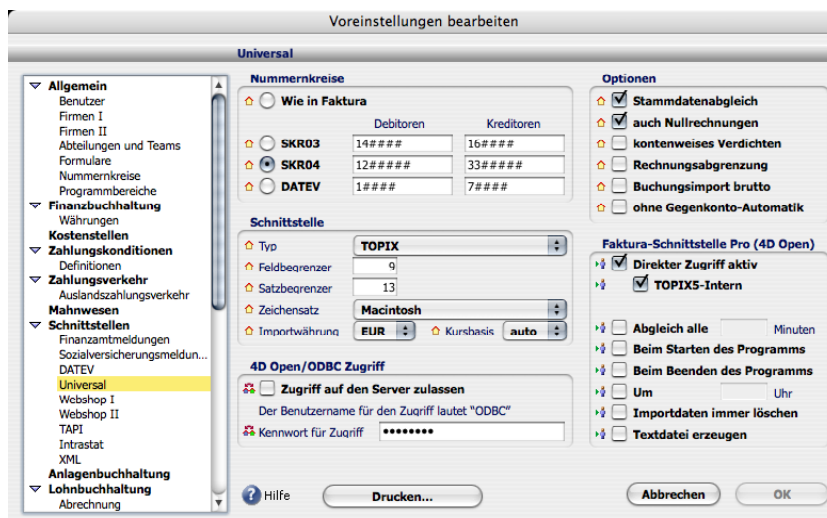 Voreinstellungen bearbeiten
Universal
Allgemein
Benutzer
Firmen I
Firmen II
Abteilungen und Teams
Formulare
Nummernkreise
Programmbereiche
Finanzbuchhaltung
Währungen
Kostenstellen
Zahlungskonditionen
Definitionen
Zahlungsverkehr
Auslandszahlungsverkehr
Mahnwesen
Schnittstellen
Finanzamtmeldungen
Sozialversicherungsmeldun...
DATEV
Universal
Webshop I
Webshop II
TAPI
Intrastat
XML
Anlagenbuchhaltung
Lohnbuchhaltung
Abrechnung
Nummernkreise
Wie in Faktura
Debitoren Kreditoren
SKR03 14#### 16####
SKR04 12##### 33#####
DATEV 1#### 7####
Schnittstelle
Typ TOPIX
Feldbegrenzer 9
Satzbegrenzer 13
Zeichensatz Macintosh
Importwährung EUR Kursbasis auto
4D Open/ODBC Zugriff
Zugriff auf den Server zulassen
Der Benutzername für den Zugriff lautet "ODBC"
Kennwort für Zugriff ••••••••
Optionen
Stammdatenabgleich
auch Nullrechnungen
kontenweises Verdichten
Rechnungsabgrenzung
Buchungsimport brutto
ohne Gegenkonto-Automatik
Faktura-Schnittstelle Pro (4D Open)
Direkter Zugriff aktiv
TOPIX5-Intern
Abgleich alle Minuten
Beim Starten des Programms
Beim Beenden des Programms
Um Uhr
Importdaten immer löschen
Textdatei erzeugen
? Hilfe Drucken... Abbrechen OK